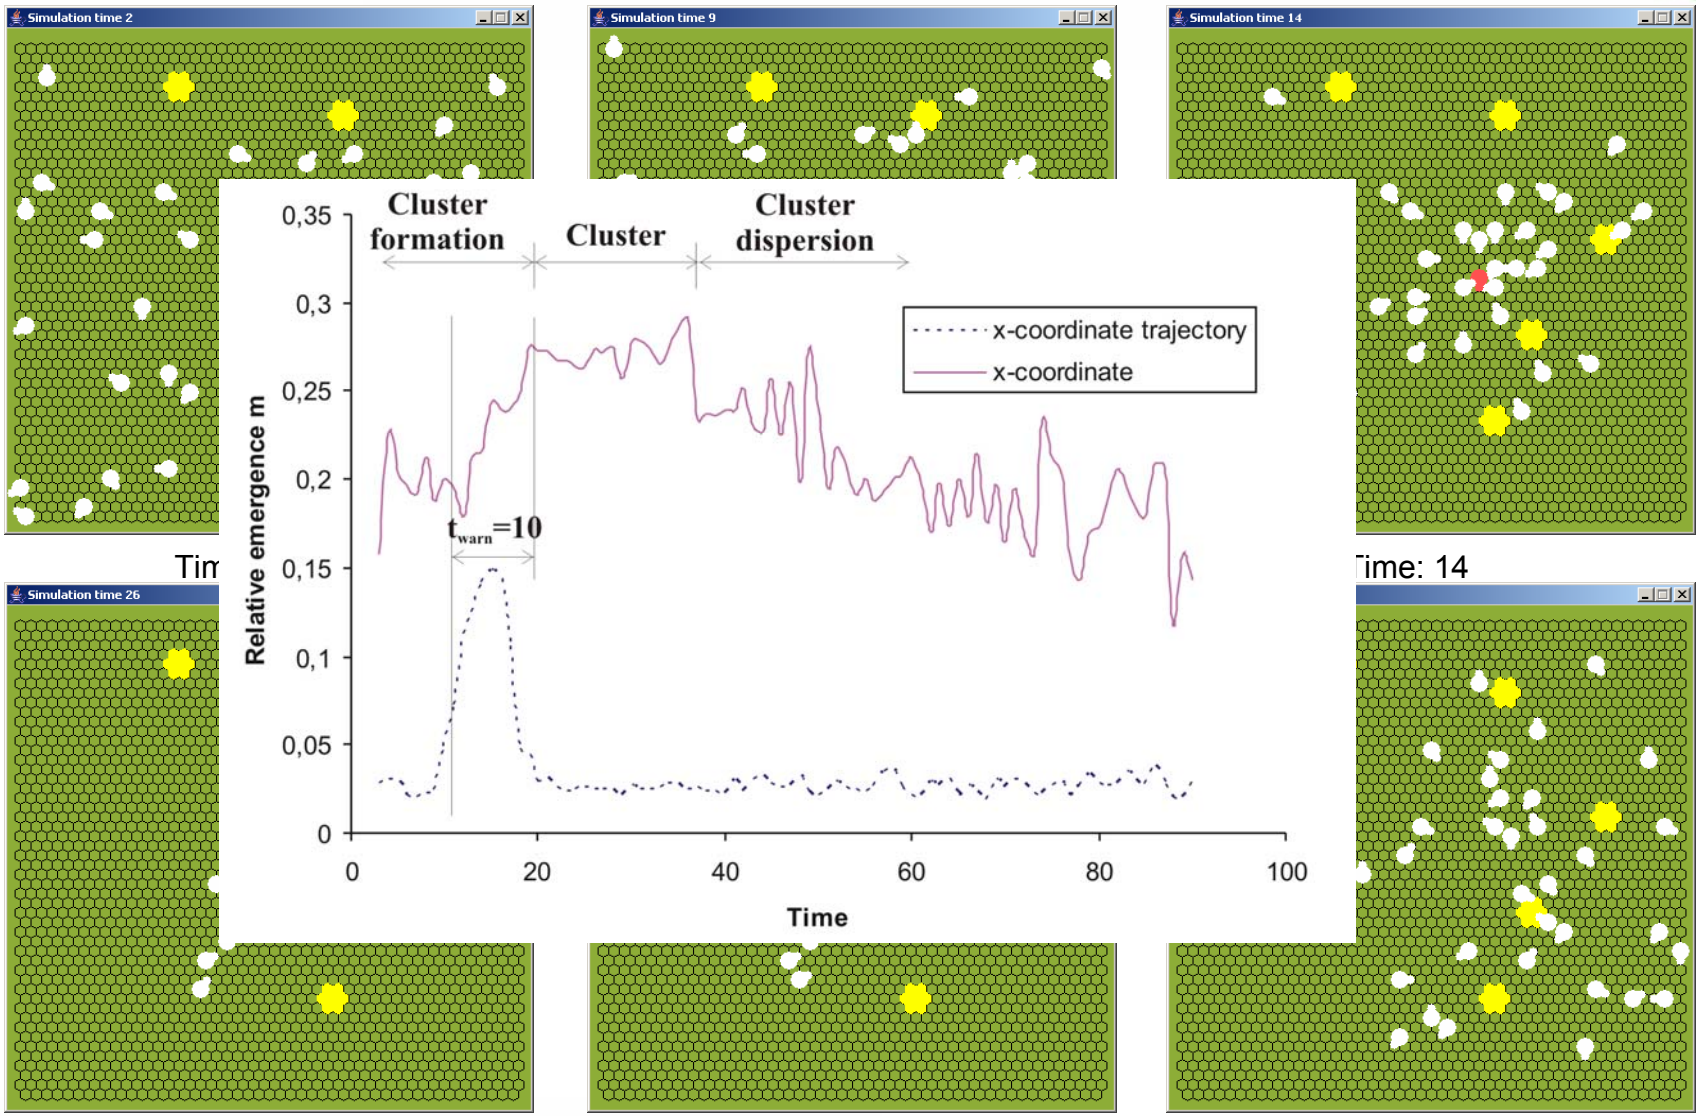 Simulation time 2
Simulation time 9
Simulation time 14
Cluster
formation
Cluster
Cluster
dispersion
0,35
0,3
0,25
0,2
0,15
0,1
0,05
0
Relative emergence m
x-coordinate trajectory
x-coordinate
twarn=10
0
20
40
60
80
100
Time
Time: 14
Simulation time 26